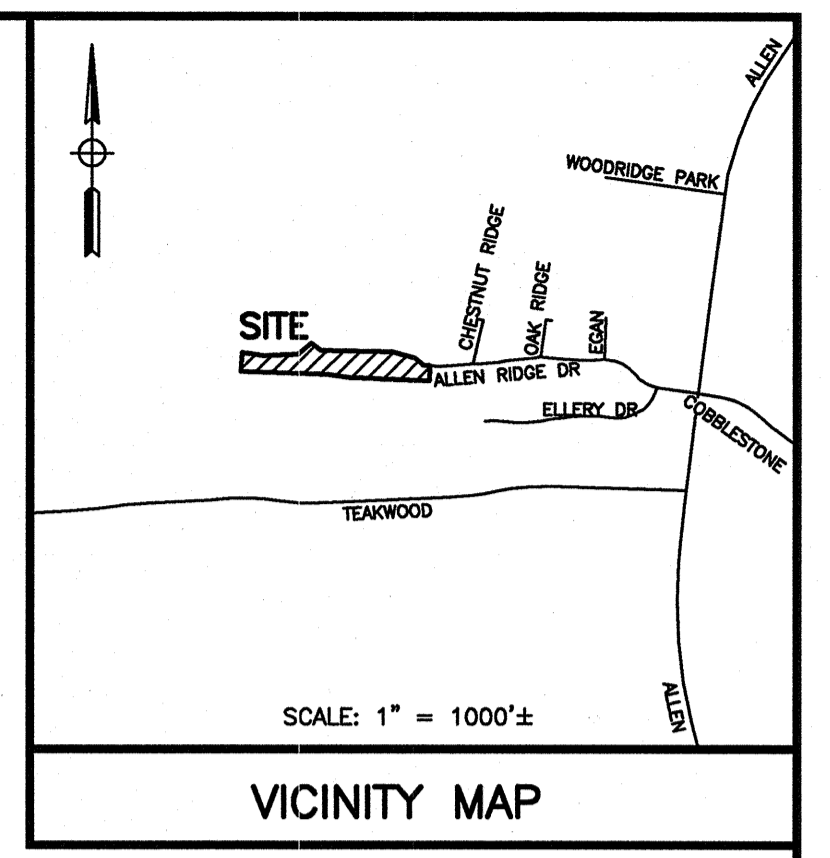 ALLEN
WOODRIDGE PARK
CHESTNUT RIDGE
OAK RIDGE
EGAN
SITE
ALLEN RIDGE DR
ELLERY DR
COBBLESTONE
TEAKWOOD
ALLEN
SCALE: 1" = 1000'±
VICINITY MAP